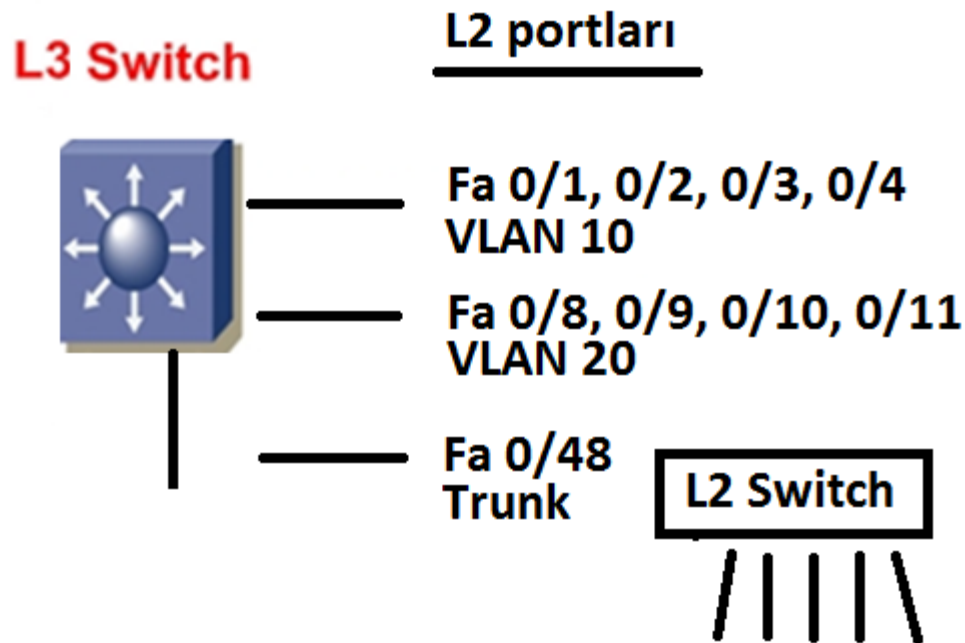 L3 Switch
L2 portları
Fa 0/1, 0/2, 0/3, 0/4
VLAN 10
Fa 0/8, 0/9, 0/10, 0/11
VLAN 20
Fa 0/48
Trunk
L2 Switch